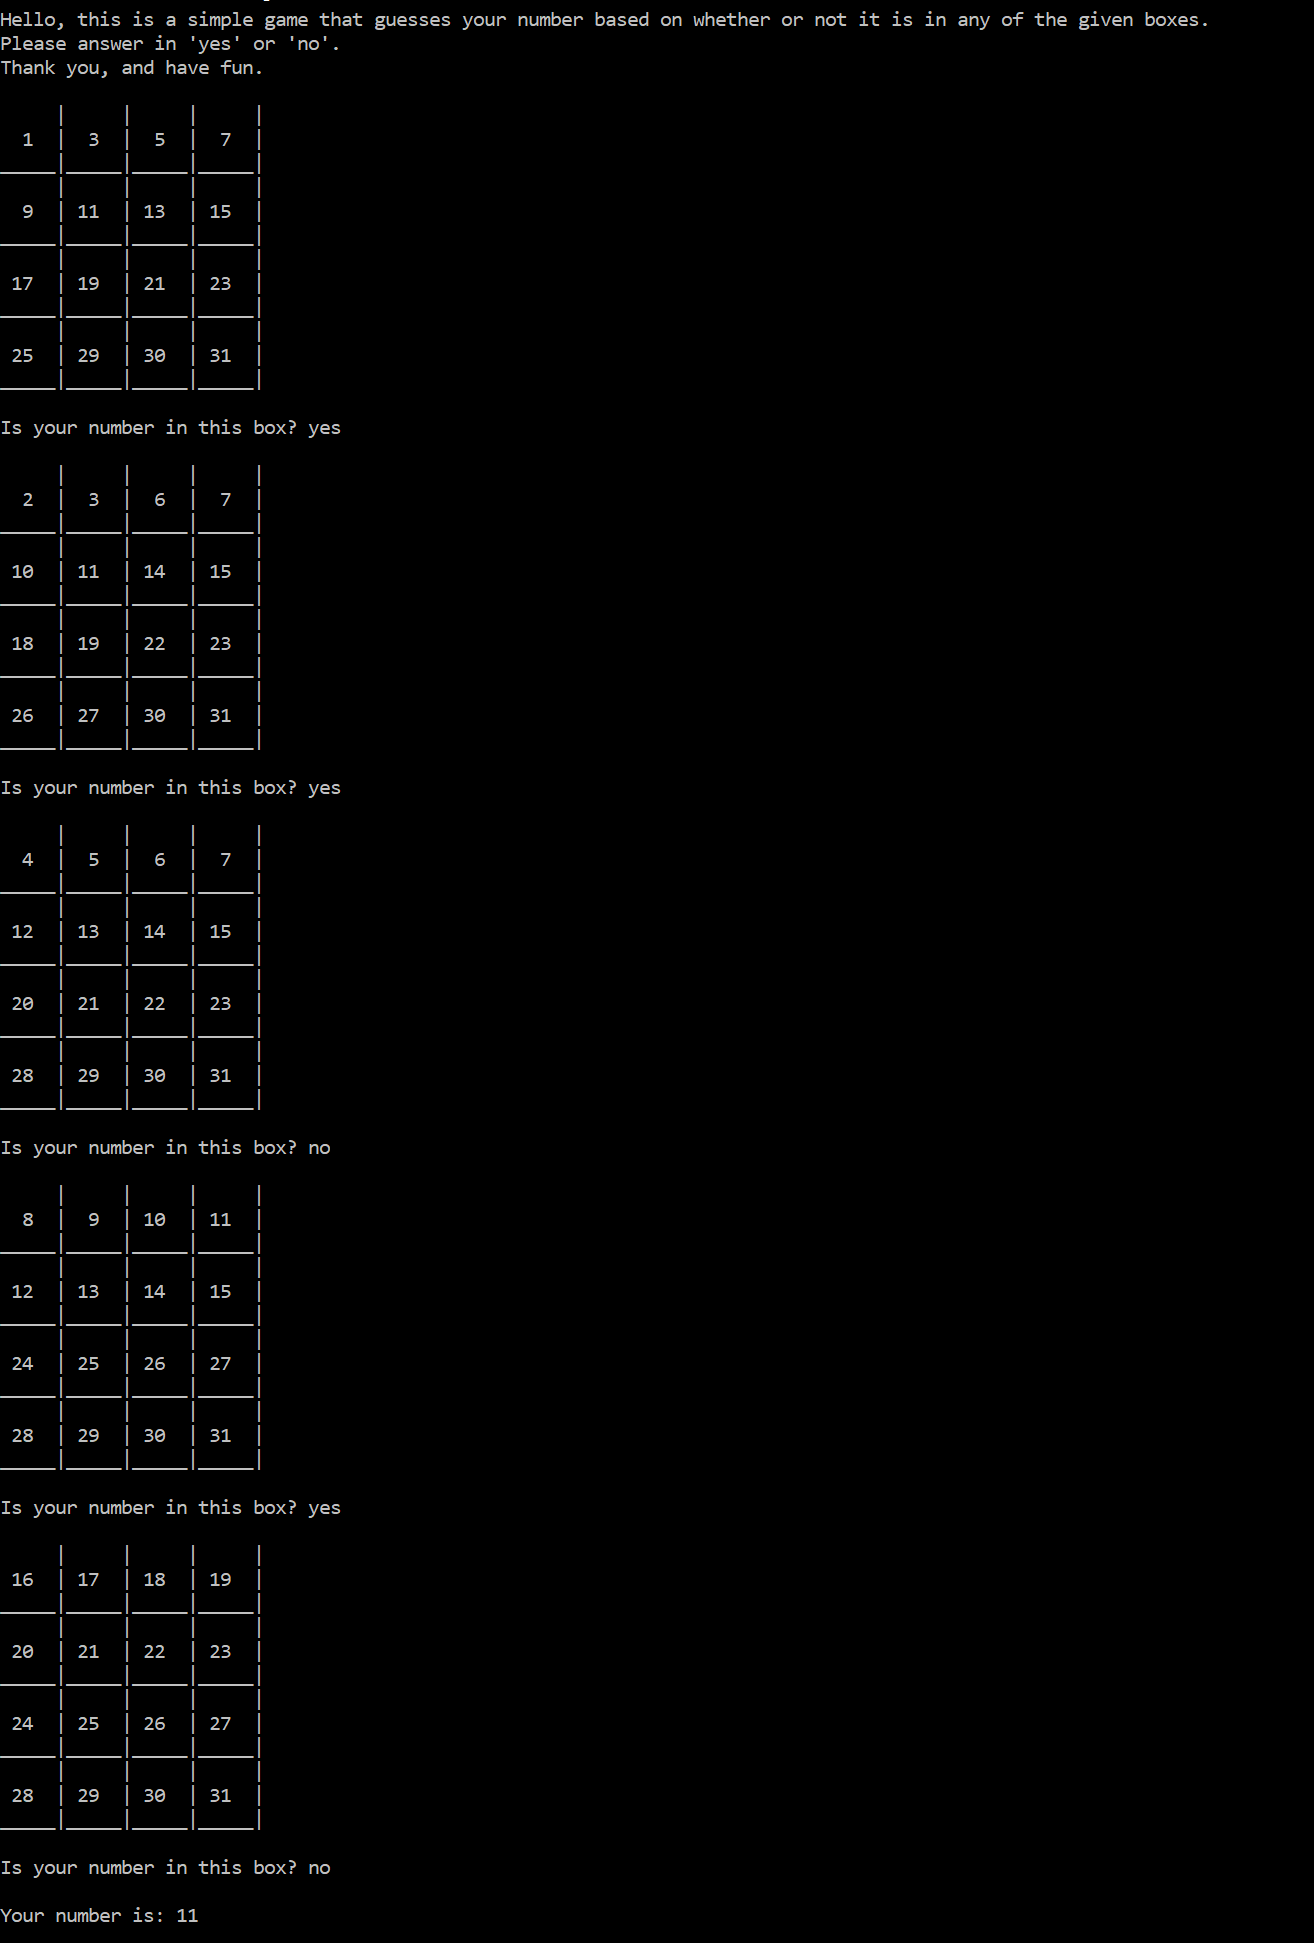 Hello, this is a simple game that guesses your number based on whether or not it is in any of the given boxes.
Please answer in 'yes' or 'no'.
Thank you, and have fun.
1 | 3 | 5 | 7 |
9 | 11 | 13 | 15 |
17 | 19 | 21 | 23 |
25 | 29 | 30 | 31 |
Is your number in this box? yes
2 | 3 | 6 | 7 |
10 | 11 | 14 | 15 |
18 | 19 | 22 | 23 |
26 | 27 | 30 | 31 |
Is your number in this box? yes
4 | 5 | 6 | 7 |
12 | 13 | 14 | 15 |
20 | 21 | 22 | 23 |
28 | 29 | 30 | 31 |
Is your number in this box? no
8 | 9 | 10 | 11 |
12 | 13 | 14 | 15 |
24 | 25 | 26 | 27 |
28 | 29 | 30 | 31 |
Is your number in this box? yes
16 | 17 | 18 | 19 |
20 | 21 | 22 | 23 |
24 | 25 | 26 | 27 |
28 | 29 | 30 | 31 |
Is your number in this box? no
Your number is: 11